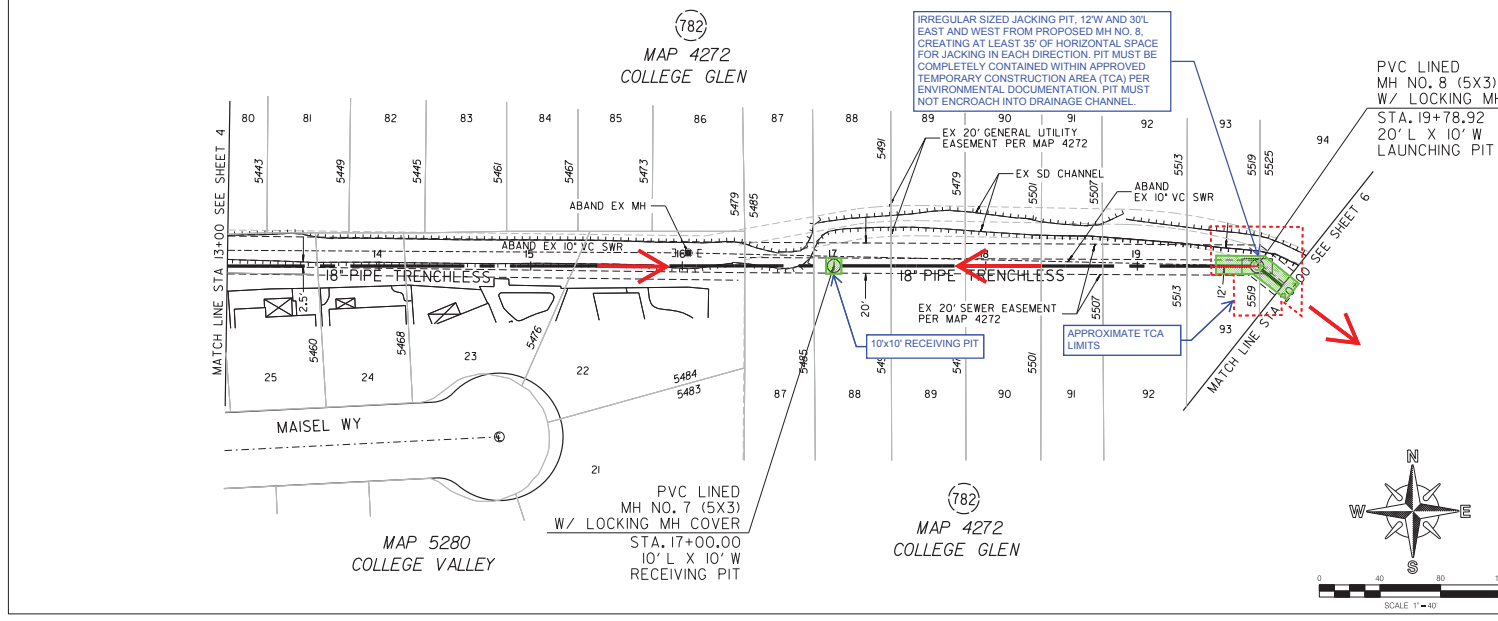 782
MAP 4272
COLLEGE GLEN
IRREGULAR SIZED JACKING PIT, 12'W AND 30'L
EAST AND WEST FROM PROPOSED MH NO. 8,
CREATING AT LEAST 35' OF HORIZONTAL SPACE
FOR JACKING IN EACH DIRECTION. PIT MUST BE
COMPLETELY CONTAINED WITHIN APPROVED
TEMPORARY CONSTRUCTION AREA (TCA) PER
ENVIRONMENTAL DOCUMENTATION. PIT MUST
NOT ENCROACH INTO DRAINAGE CHANNEL.
PVC LINED
MH NO. 8 (5X3)
W/ LOCKING MH
STA. 19+78.92
20' L X 10' W
LAUNCHING PIT
MATCH LINE STA 13+00 SEE SHEET 4
80 81 82 83 84 85 86 87 88 89 90 91 92 93 94
5443 5449 5445 5461 5467 5473 5479 5485 5491 5479 5501 5507 5513 5519 5525
EX 20' GENERAL UTILITY
EASEMENT PER MAP 4272
EX SD CHANNEL
ABAND
EX 10" VC SWR
ABAND EX MH
ABAND EX 10" VC SWR
14 15 16 E 17 18 19
18" PIPE TRENCHLESS
18" PIPE TRENCHLESS
2.5'
20'
12'
EX 20' SEWER EASEMENT
PER MAP 4272
10'x10' RECEIVING PIT
APPROXIMATE TCA
LIMITS
5460 5468 5476 5484 5483 5485 5501 5507 5513 5519
25 24 23 22 21 87 88 89 90 91 92 93
MAISEL WY
PVC LINED
MH NO. 7 (5X3)
W/ LOCKING MH COVER
STA. 17+00.00
10' L X 10' W
RECEIVING PIT
MAP 5280
COLLEGE VALLEY
782
MAP 4272
COLLEGE GLEN
N
W E
S
0 40 80
SCALE 1"=40'